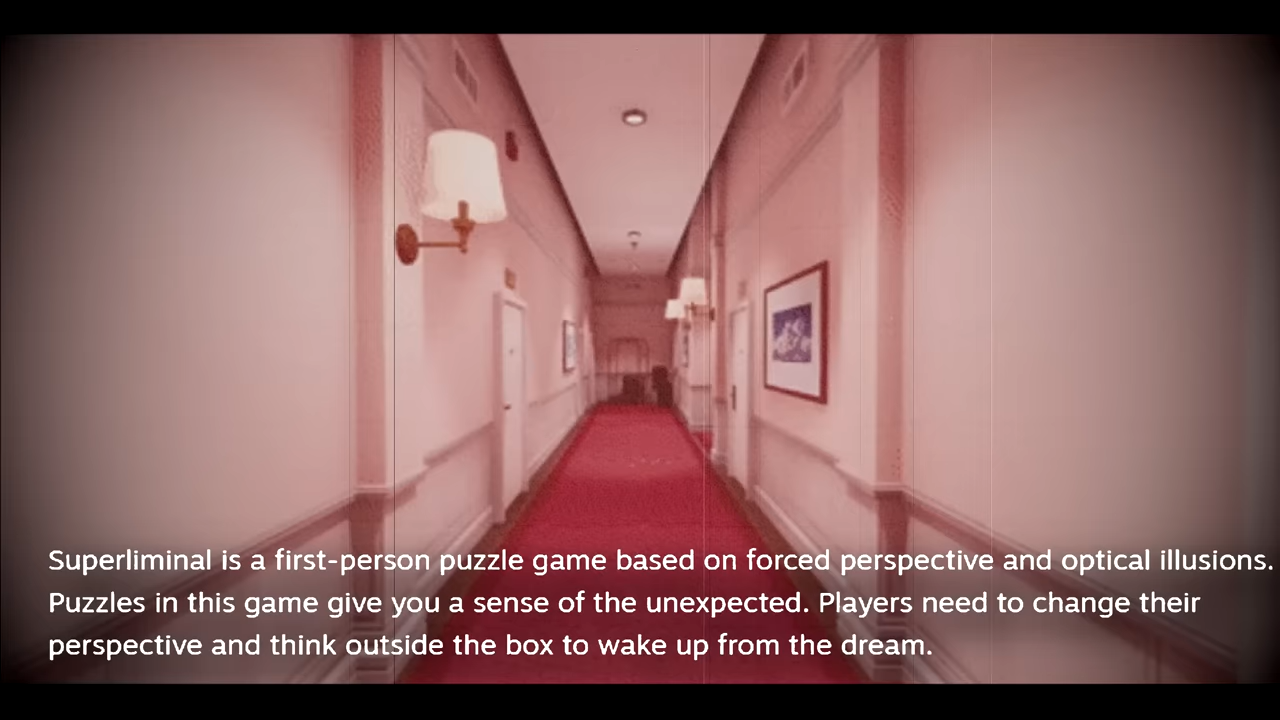 Superliminal is a first-person puzzle game based on forced perspective and optical illusions.
Puzzles in this game give you a sense of the unexpected. Players need to change their
perspective and think outside the box to wake up from the dream.